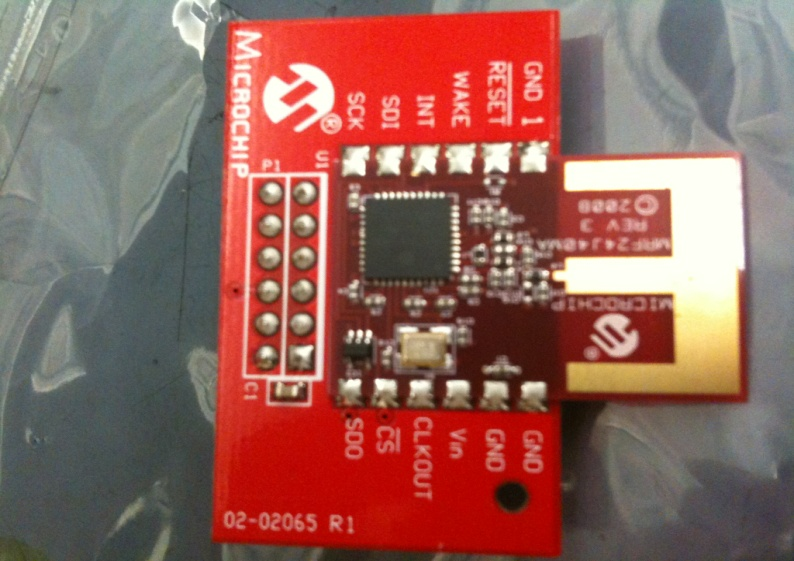 MICROCHIP
®
SCK
SDI
INT
WAKE
RESET
GND 1
P1
U1
© 2008
REV 3
MRF24J40MA
MICROCHIP
®
C1
SDO
CS
CLKOUT
Vin
GND
GND
02-02065 R1